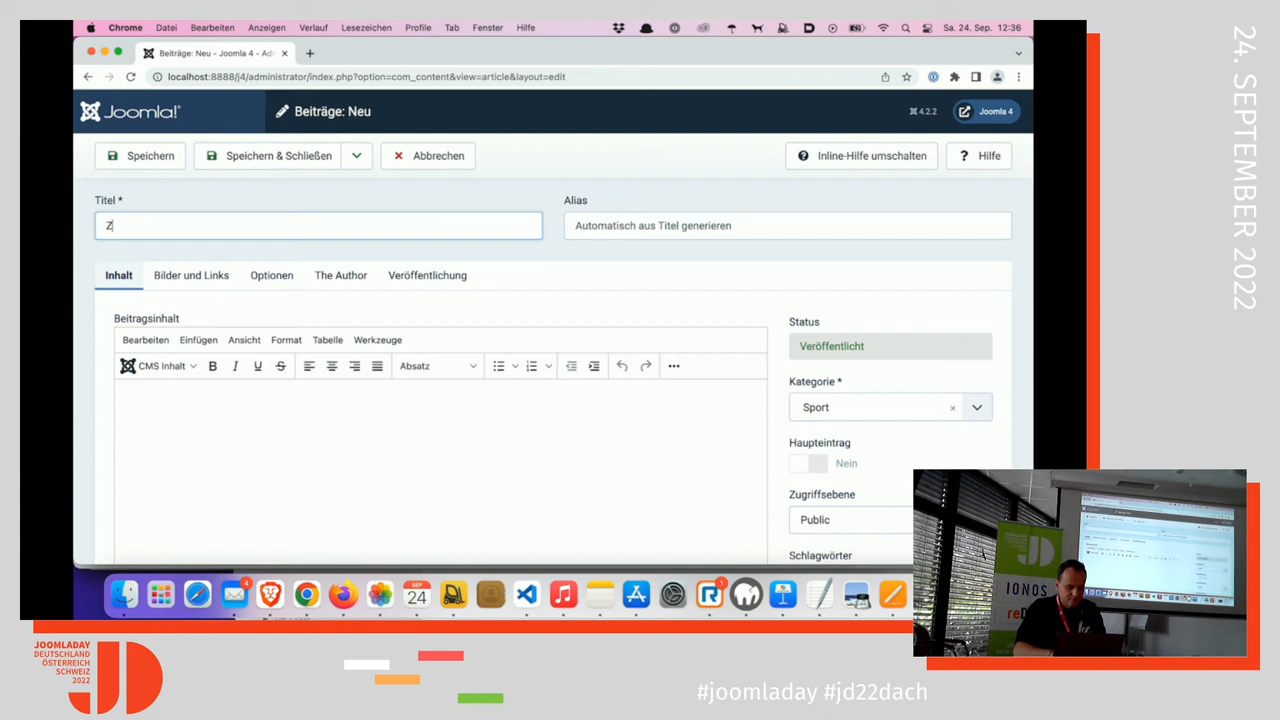 Chrome Datei Bearbeiten Anzeigen Verlauf Lesezeichen Profile Tab Fenster Hilfe Sa. 24. Sep. 12:36
Beiträge: Neu - Joomla 4 - Ad
localhost:8888/j4/administrator/index.php?option=com_content&view=article&layout=edit
Joomla!
Beiträge: Neu
4.2.2
Joomla 4
Speichern
Speichern & Schließen
Abbrechen
Inline-Hilfe umschalten
? Hilfe
Titel *
Alias
Z
Automatisch aus Titel generieren
Inhalt Bilder und Links Optionen The Author Veröffentlichung
Beitragsinhalt
Bearbeiten Einfügen Ansicht Format Tabelle Werkzeuge
CMS Inhalt B I U S Absatz
Status
Veröffentlicht
Kategorie *
Sport
Haupteintrag
Nein
Zugriffsebene
Public
Schlagwörter
4
SEP
24
1
24. SEPTEMBER 2022
IONOS
JOOMLADAY
DEUTSCHLAND
ÖSTERREICH
SCHWEIZ
2022
#joomladay #jd22dach